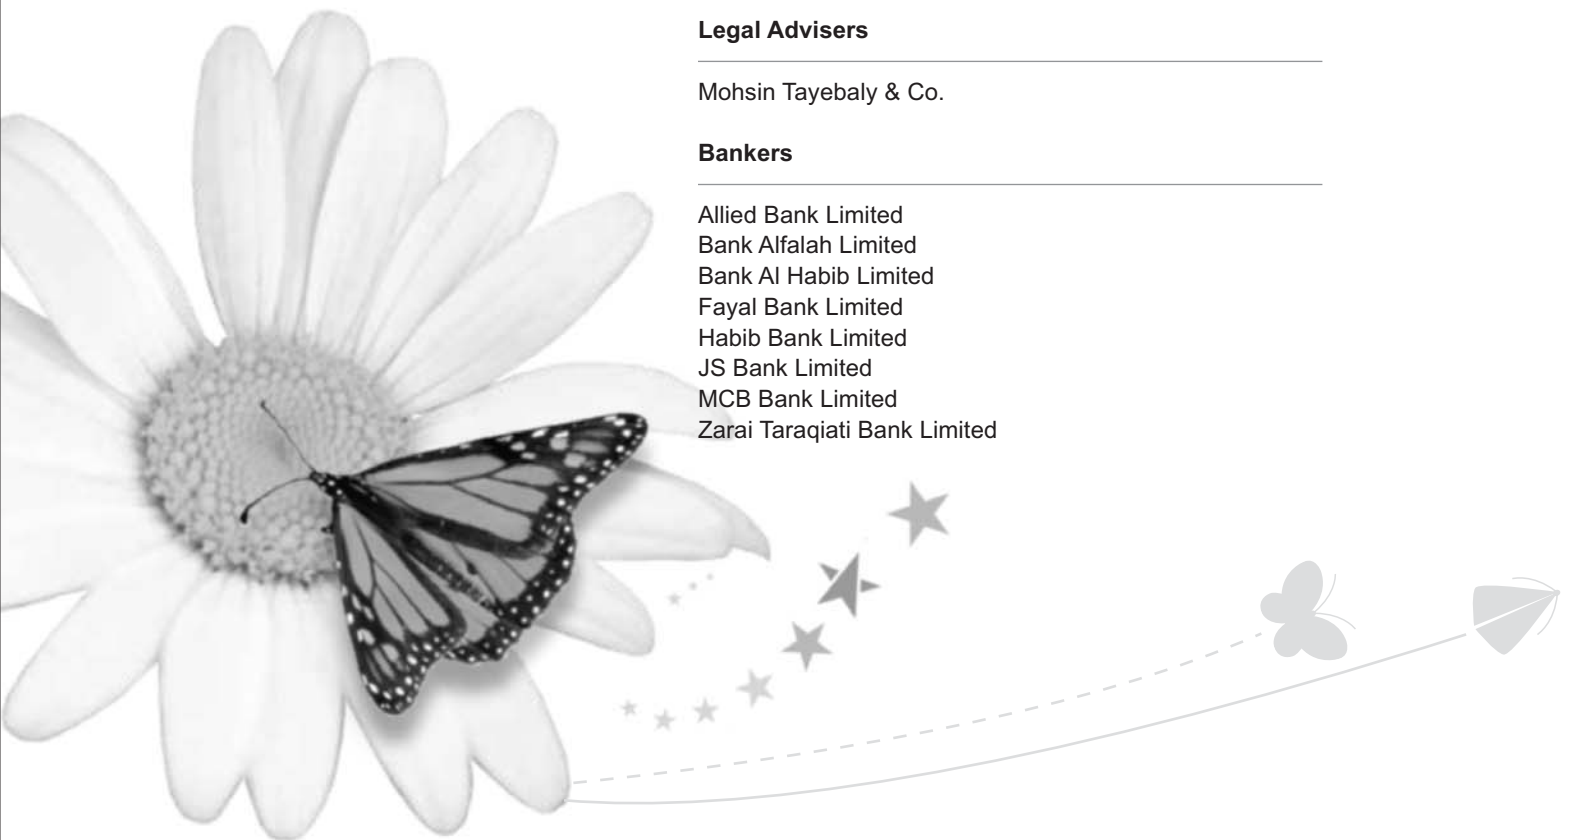 Legal Advisers
Mohsin Tayebaly & Co.
Bankers
Allied Bank Limited
Bank Alfalah Limited
Bank Al Habib Limited
Fayal Bank Limited
Habib Bank Limited
JS Bank Limited
MCB Bank Limited
Zarai Taraqiati Bank Limited